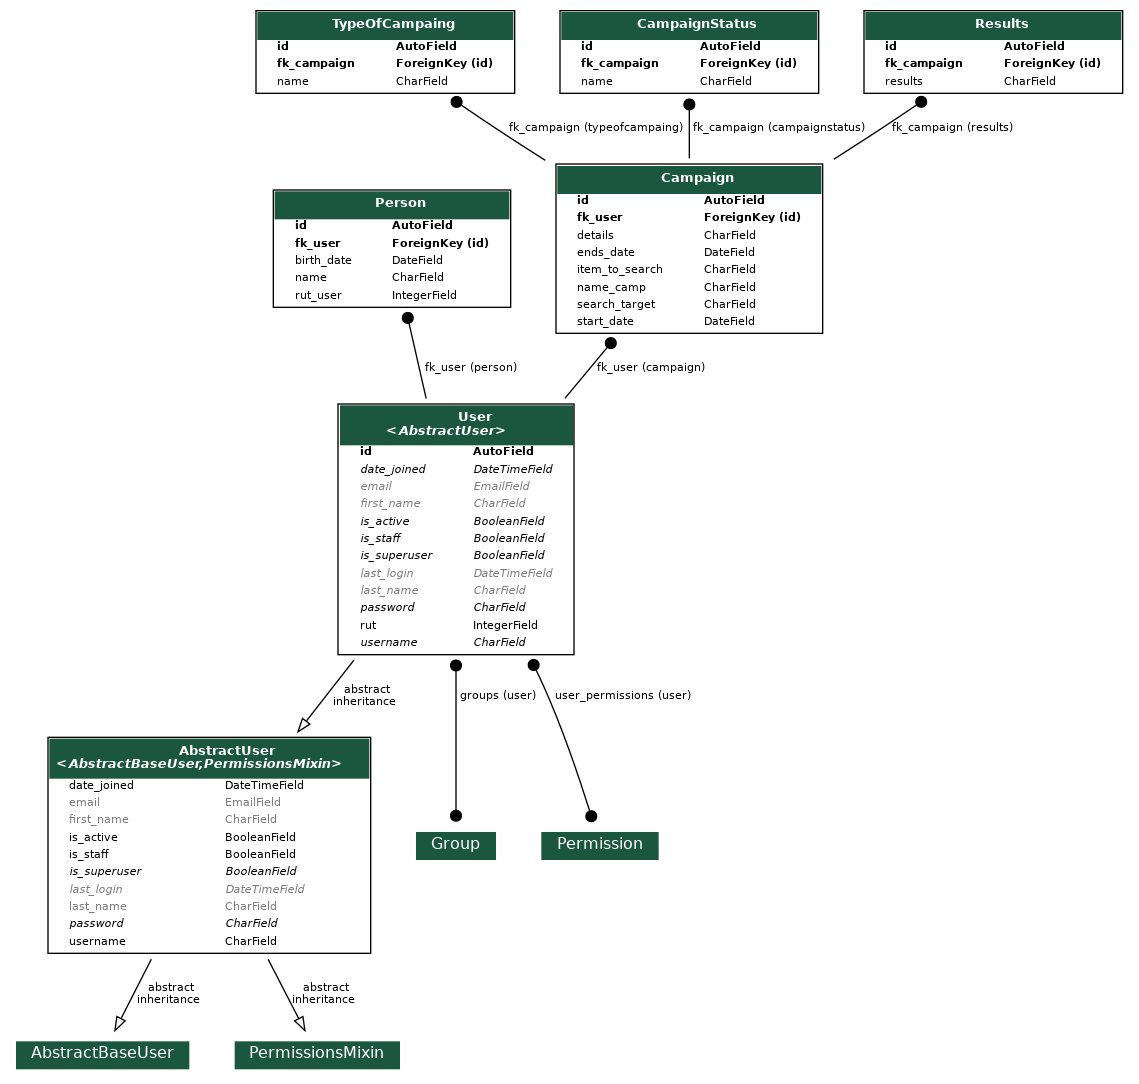 TypeOfCampaing
id AutoField
fk_campaign ForeignKey (id)
name CharField
CampaignStatus
id AutoField
fk_campaign ForeignKey (id)
name CharField
Results
id AutoField
fk_campaign ForeignKey (id)
results CharField
fk_campaign (typeofcampaing)
fk_campaign (campaignstatus)
fk_campaign (results)
Person
id AutoField
fk_user ForeignKey (id)
birth_date DateField
name CharField
rut_user IntegerField
Campaign
id AutoField
fk_user ForeignKey (id)
details CharField
ends_date DateField
item_to_search CharField
name_camp CharField
search_target CharField
start_date DateField
fk_user (person)
fk_user (campaign)
User
<AbstractUser>
id AutoField
date_joined DateTimeField
email EmailField
first_name CharField
is_active BooleanField
is_staff BooleanField
is_superuser BooleanField
last_login DateTimeField
last_name CharField
password CharField
rut IntegerField
username CharField
abstract
inheritance
groups (user)
user_permissions (user)
AbstractUser
<AbstractBaseUser,PermissionsMixin>
date_joined DateTimeField
email EmailField
first_name CharField
is_active BooleanField
is_staff BooleanField
is_superuser BooleanField
last_login DateTimeField
last_name CharField
password CharField
username CharField
Group
Permission
abstract
inheritance
abstract
inheritance
AbstractBaseUser
PermissionsMixin